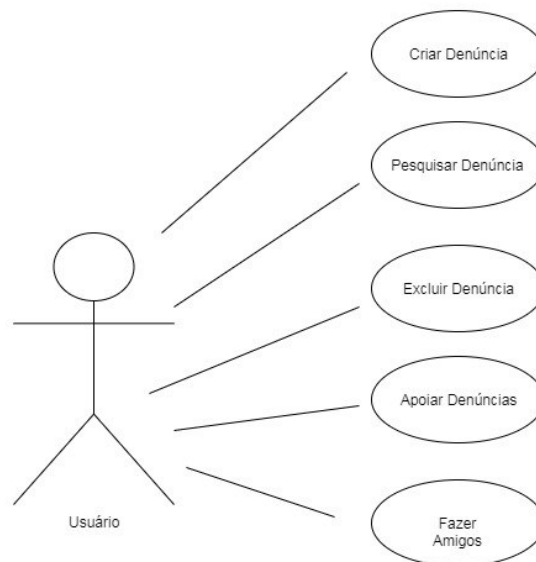 Criar Denúncia
Pesquisar Denúncia
Excluir Denúncia
Apoiar Denúncias
Usuário
Fazer
Amigos